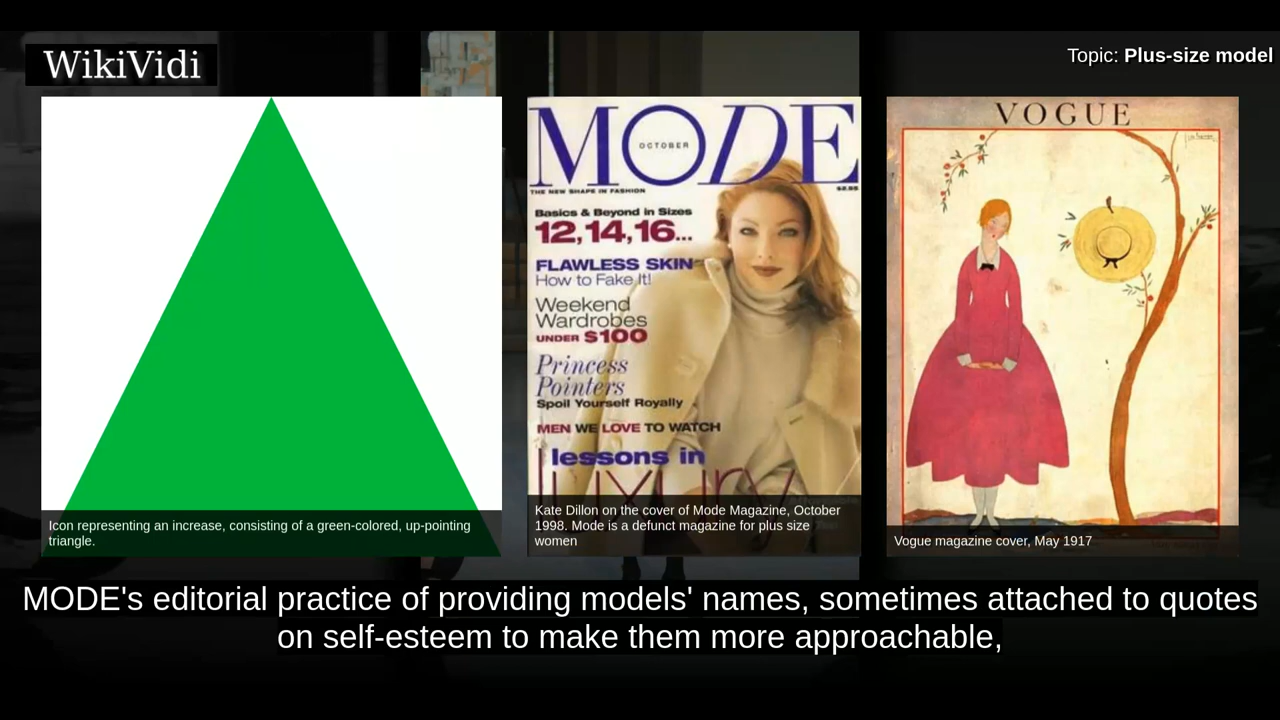 WikiVidi
Topic: Plus-size model
MODE
OCTOBER
THE NEW SHAPE IN FASHION
$2.95
Basics & Beyond in Sizes
12,14,16...
FLAWLESS SKIN
How to Fake It!
Weekend
Wardrobes
UNDER $100
Princess
Pointers
Spoil Yourself Royally
MEN WE LOVE TO WATCH
lessons in
luxury
VOGUE
Icon representing an increase, consisting of a green-colored, up-pointing
triangle.
Kate Dillon on the cover of Mode Magazine, October
1998. Mode is a defunct magazine for plus size
women
Vogue magazine cover, May 1917
MODE's editorial practice of providing models' names, sometimes attached to quotes
on self-esteem to make them more approachable,